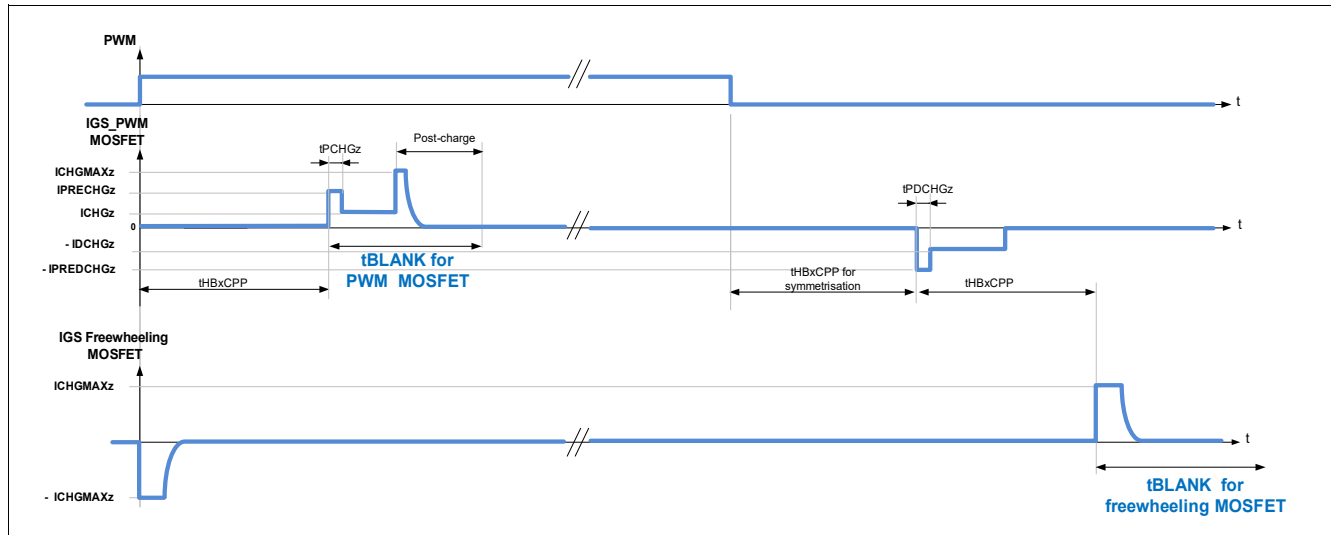 PWM
t
IGS_PWM
MOSFET
tPCHGz
Post-charge
tPDCHGz
ICHGMAXz
IPRECHGz
ICHGz
0
t
- IDCHGz
- IPREDCHGz
tBLANK for
PWM MOSFET
tHBxCPP
tHBxCPP for
symmetrisation
tHBxCPP
IGS Freewheeling
MOSFET
ICHGMAXz
t
- ICHGMAXz
tBLANK for
freewheeling MOSFET